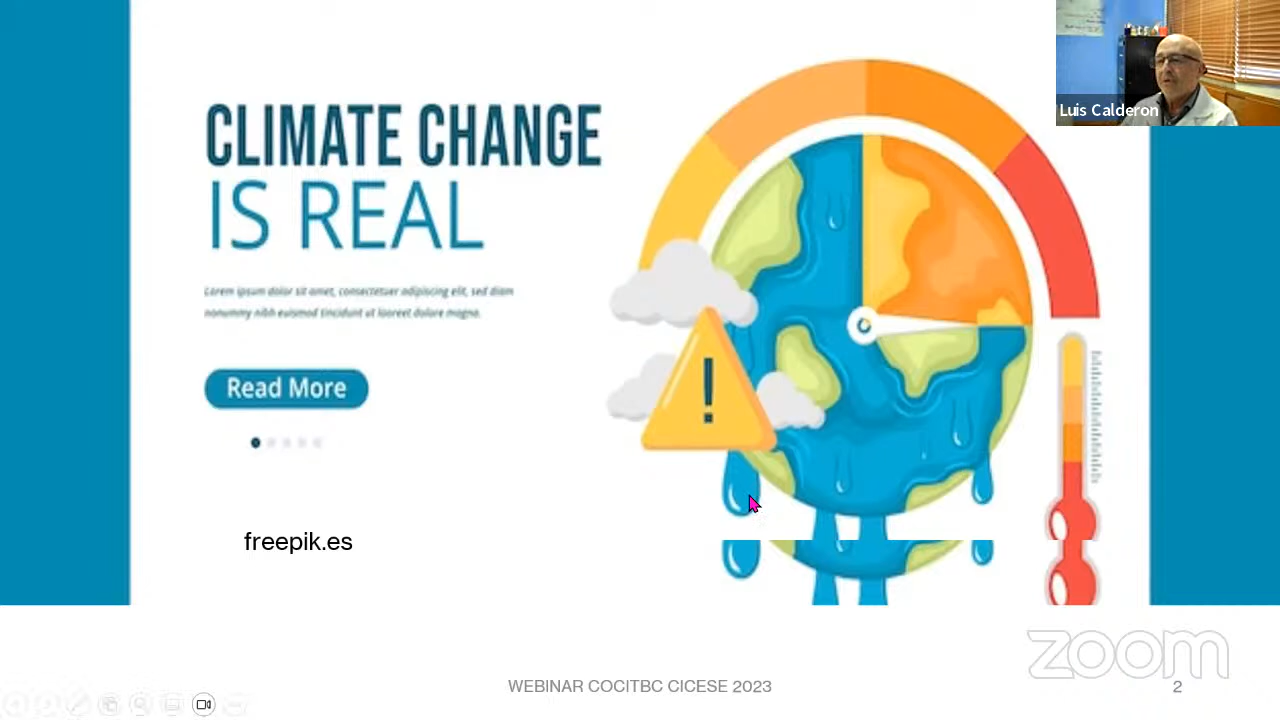 CLIMATE CHANGE
IS REAL
Lorem ipsum dolor sit amet, consectetuer adipiscing elit, sed diam
nonummy nibh euismod tincidunt ut laoreet dolore magna.
Read More
!
freepik.es
Luis Calderon
zoom
WEBINAR COCITBC CICESE 2023
2